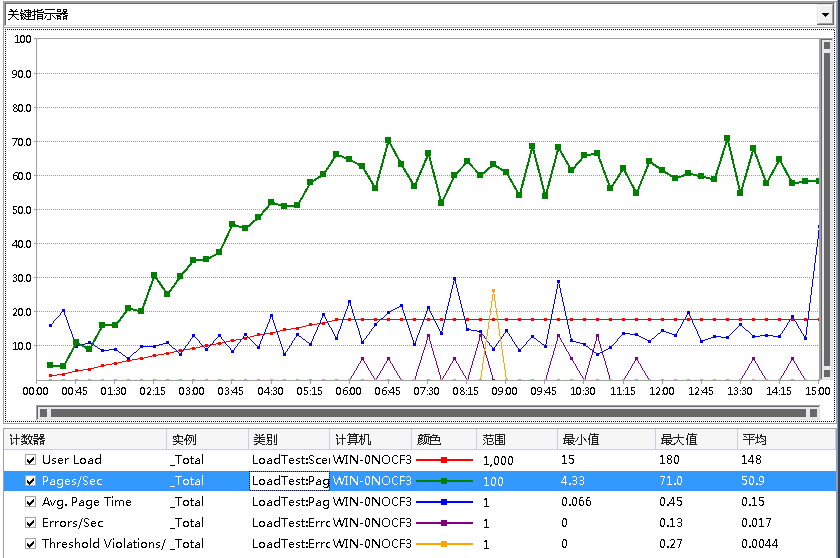 关键指示器
100
90.0
80.0
70.0
60.0
50.0
40.0
30.0
20.0
10.0
00:00 00:45 01:30 02:15 03:00 03:45 04:30 05:15 06:00 06:45 07:30 08:15 09:00 09:45 10:30 11:15 12:00 12:45 13:30 14:15 15:00
计数器 实例 类别 计算机 颜色 范围 最小值 最大值 平均
User Load _Total LoadTest:Scer WIN-0NOCF3 1,000 15 180 148
Pages/Sec _Total LoadTest:Pag WIN-0NOCF3 100 4.33 71.0 50.9
Avg. Page Time _Total LoadTest:Pag WIN-0NOCF3 1 0.066 0.45 0.15
Errors/Sec _Total LoadTest:Errc WIN-0NOCF3 1 0 0.13 0.017
Threshold Violations/ _Total LoadTest:Errc WIN-0NOCF3 1 0 0.27 0.0044